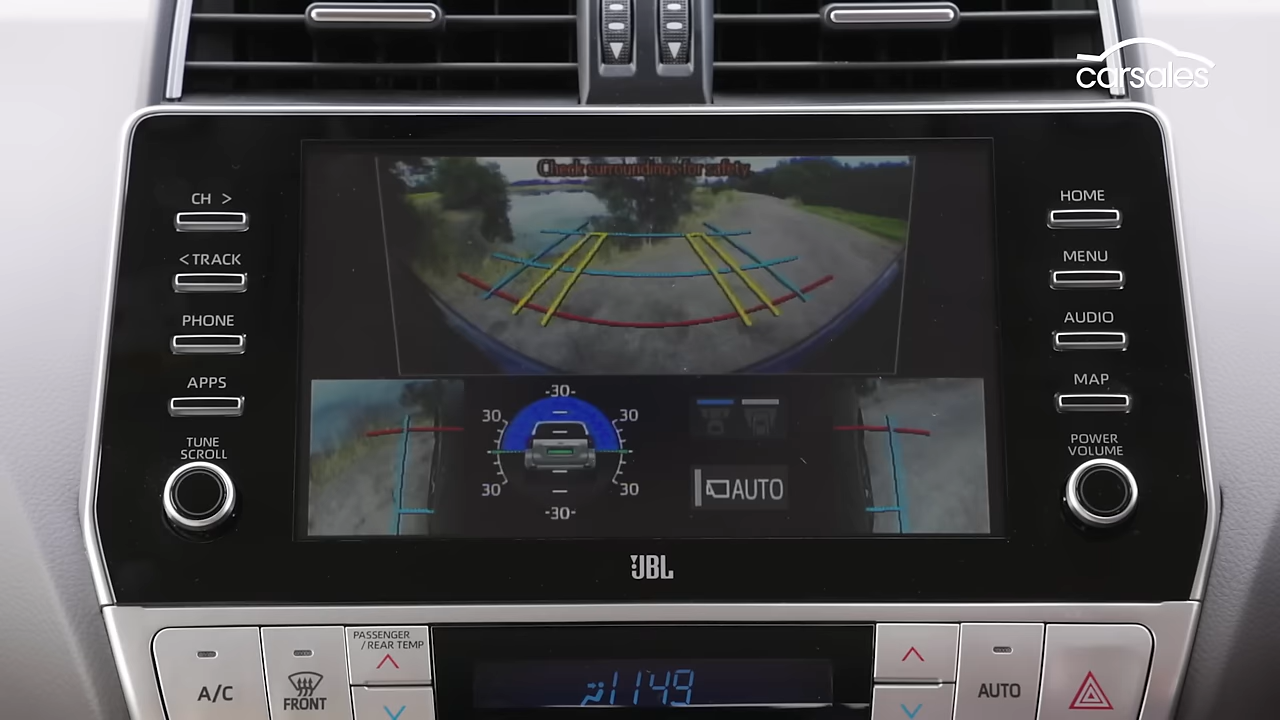 carsales
CH >
< TRACK
PHONE
APPS
TUNE
SCROLL
Check surroundings for safety
-30-
30
30
30
30
-30-
AUTO
HOME
MENU
AUDIO
MAP
POWER
VOLUME
JBL
A/C
FRONT
PASSENGER
/REAR TEMP
1149
AUTO